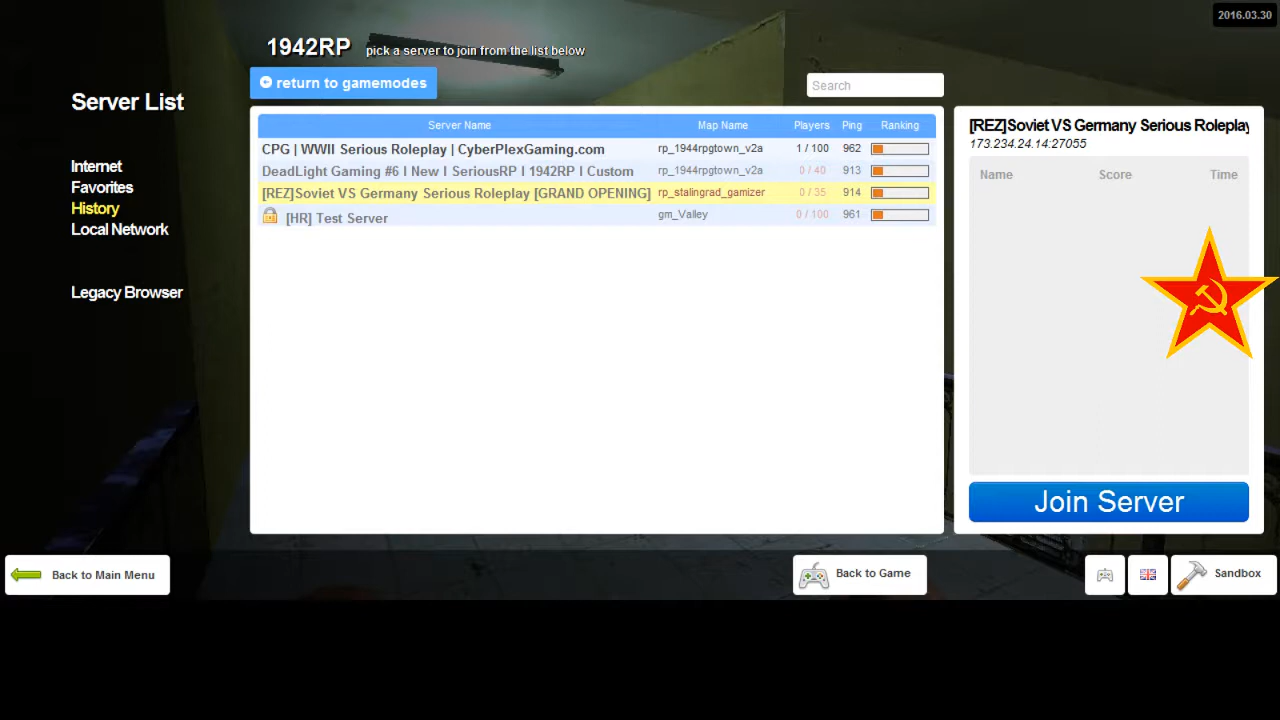 2016.03.30
1942RP pick a server to join from the list below
return to gamemodes
Search
Server List
Internet
Favorites
History
Local Network
Legacy Browser
Server Name Map Name Players Ping Ranking
CPG | WWII Serious Roleplay | CyberPlexGaming.com rp_1944rpgtown_v2a 1 / 100 962
DeadLight Gaming #6 I New I SeriousRP I 1942RP I Custom rp_1944rpgtown_v2a 0 / 40 913
[REZ]Soviet VS Germany Serious Roleplay [GRAND OPENING] rp_stalingrad_gamizer 0 / 35 914
[HR] Test Server gm_Valley 0 / 100 961
[REZ]Soviet VS Germany Serious Roleplay
173.234.24.14:27055
Name Score Time
Join Server
Back to Main Menu
Back to Game
Sandbox